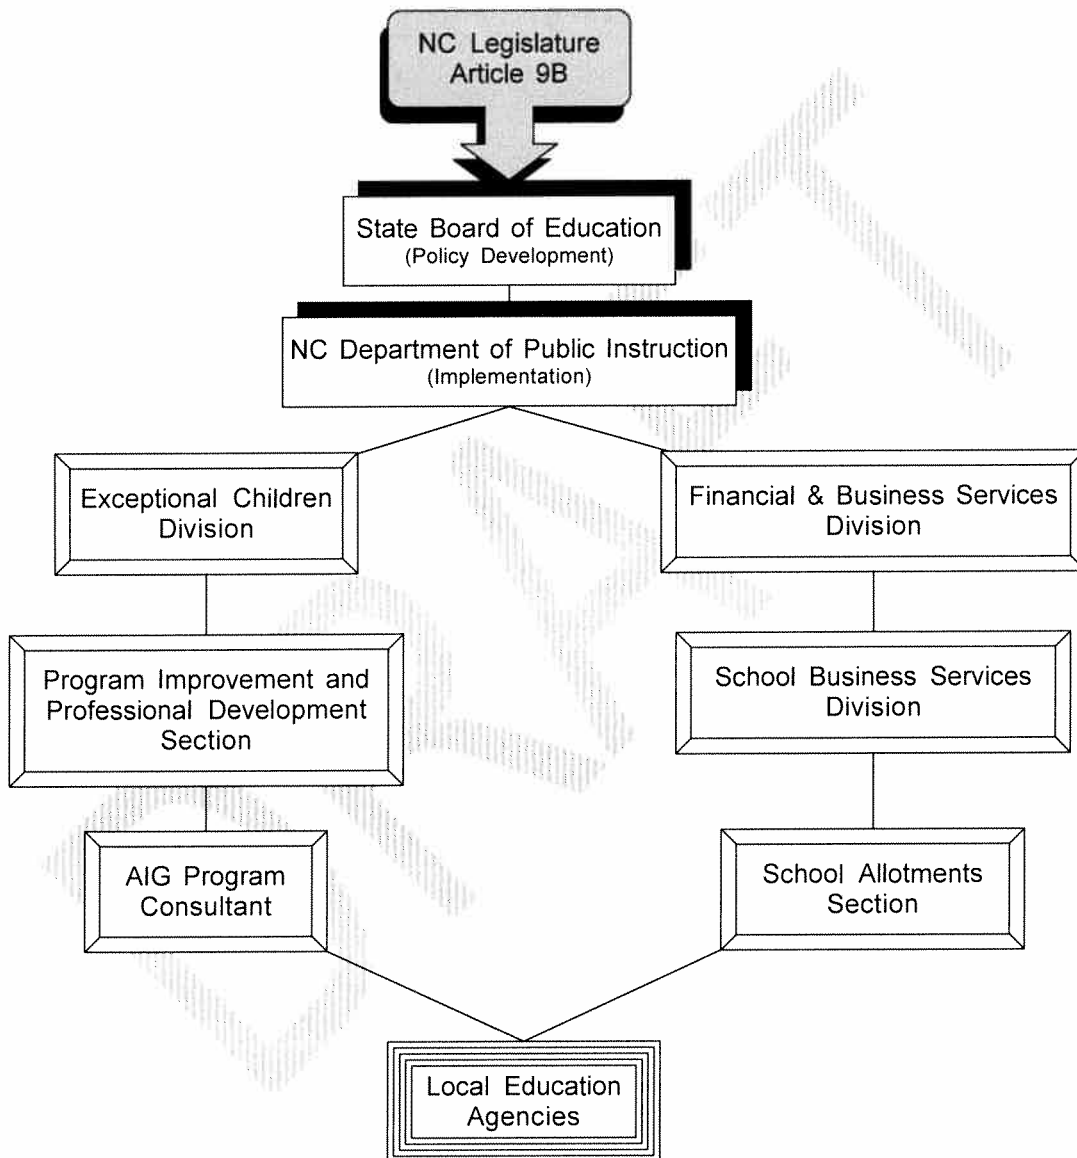 NC Legislature
Article 9B
State Board of Education
(Policy Development)
NC Department of Public Instruction
(Implementation)
Exceptional Children
Division
Financial & Business Services
Division
Program Improvement and
Professional Development
Section
School Business Services
Division
AIG Program
Consultant
School Allotments
Section
Local Education
Agencies
DRAFT